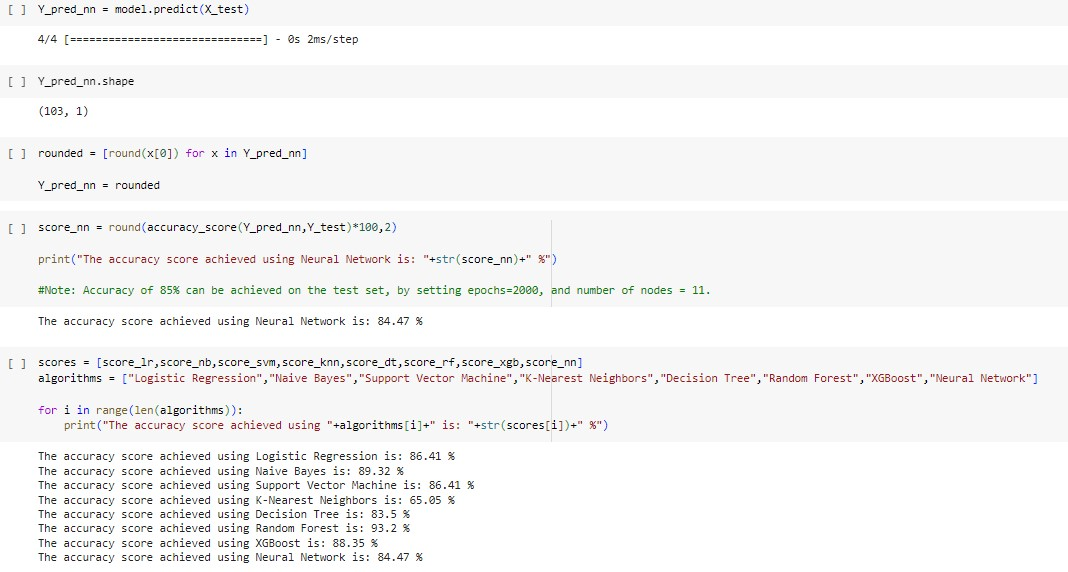 [ ] Y_pred_nn = model.predict(X_test)
4/4 [==============================] - 0s 2ms/step
[ ] Y_pred_nn.shape
(103, 1)
[ ] rounded = [round(x[0]) for x in Y_pred_nn]
Y_pred_nn = rounded
[ ] score_nn = round(accuracy_score(Y_pred_nn,Y_test)*100,2)
print("The accuracy score achieved using Neural Network is: "+str(score_nn)+" %")
#Note: Accuracy of 85% can be achieved on the test set, by setting epochs=2000, and number of nodes = 11.
The accuracy score achieved using Neural Network is: 84.47 %
[ ] scores = [score_lr,score_nb,score_svm,score_knn,score_dt,score_rf,score_xgb,score_nn]
algorithms = ["Logistic Regression","Naive Bayes","Support Vector Machine","K-Nearest Neighbors","Decision Tree","Random Forest","XGBoost","Neural Network"]
for i in range(len(algorithms)):
    print("The accuracy score achieved using "+algorithms[i]+" is: "+str(scores[i])+" %")
The accuracy score achieved using Logistic Regression is: 86.41 %
The accuracy score achieved using Naive Bayes is: 89.32 %
The accuracy score achieved using Support Vector Machine is: 86.41 %
The accuracy score achieved using K-Nearest Neighbors is: 65.05 %
The accuracy score achieved using Decision Tree is: 83.5 %
The accuracy score achieved using Random Forest is: 93.2 %
The accuracy score achieved using XGBoost is: 88.35 %
The accuracy score achieved using Neural Network is: 84.47 %